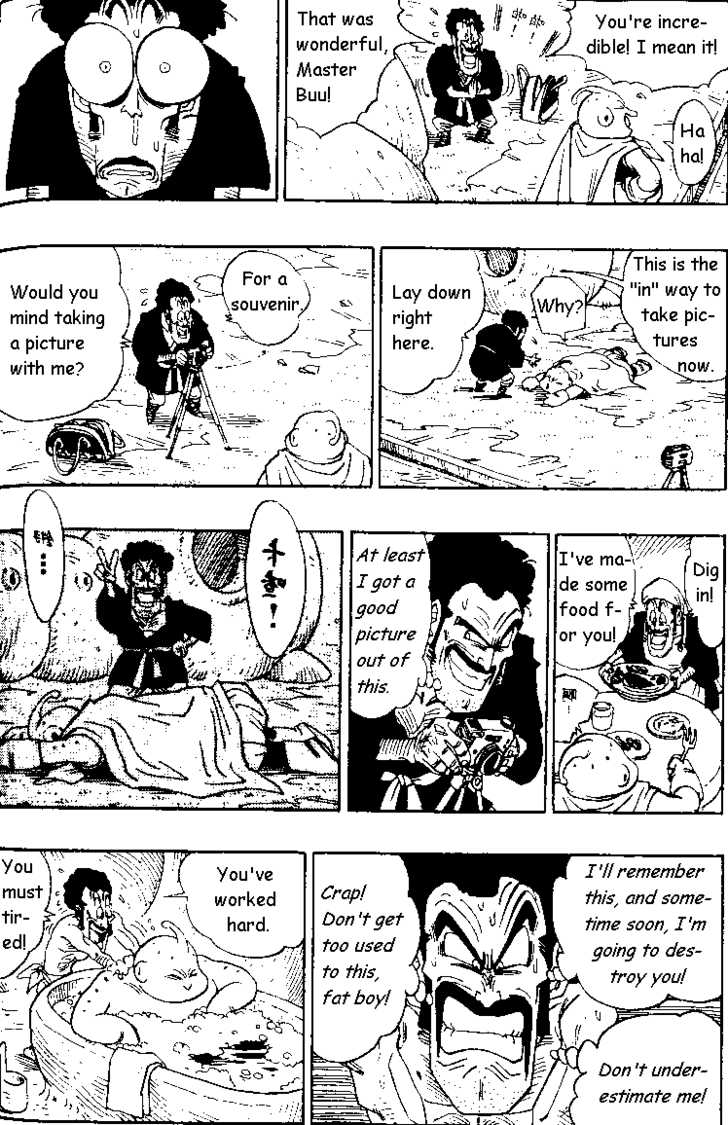 That was
wonderful,
Master
Buu!
You're incre-
dible! I mean it!
Ha
ha!
Would you
mind taking
a picture
with me?
For a
souvenir.
Lay down
right
here.
Why?
This is the
"in" way to
take pic-
tures
now.
At least
I got a
good
picture
out of
this.
I've ma-
de some
food f-
or you!
Dig
in!
You
must
tir-
ed!
You've
worked
hard.
Crap!
Don't get
too used
to this,
fat boy!
I'll remember
this, and some-
time soon, I'm
going to des-
troy you!
Don't under-
estimate me!